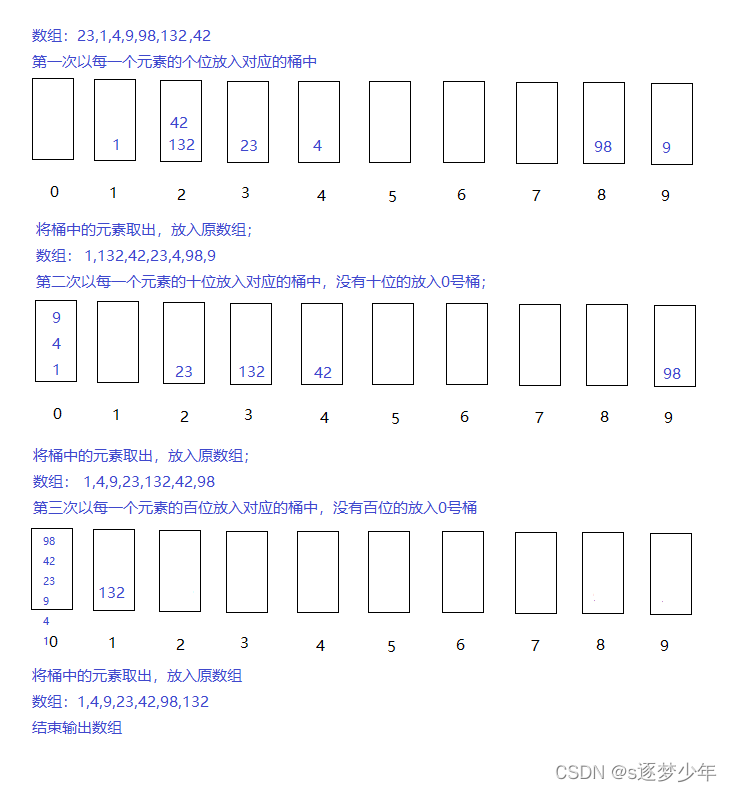 数组：23,1,4,9,98,132,42
第一次以每一个元素的个位放入对应的桶中
42
1 132 23 4 98 9
0 1 2 3 4 5 6 7 8 9
将桶中的元素取出，放入原数组；
数组： 1,132,42,23,4,98,9
第二次以每一个元素的十位放入对应的桶中，没有十位的放入0号桶；
9
4
1 23 132 42 98
0 1 2 3 4 5 6 7 8 9
将桶中的元素取出，放入原数组；
数组： 1,4,9,23,132,42,98
第三次以每一个元素的百位放入对应的桶中，没有百位的放入0号桶
98
42
23
9 132
4
1
0 1 2 3 4 5 6 7 8 9
将桶中的元素取出，放入原数组
数组：1,4,9,23,42,98,132
结束输出数组
CSDN @s逐梦少年